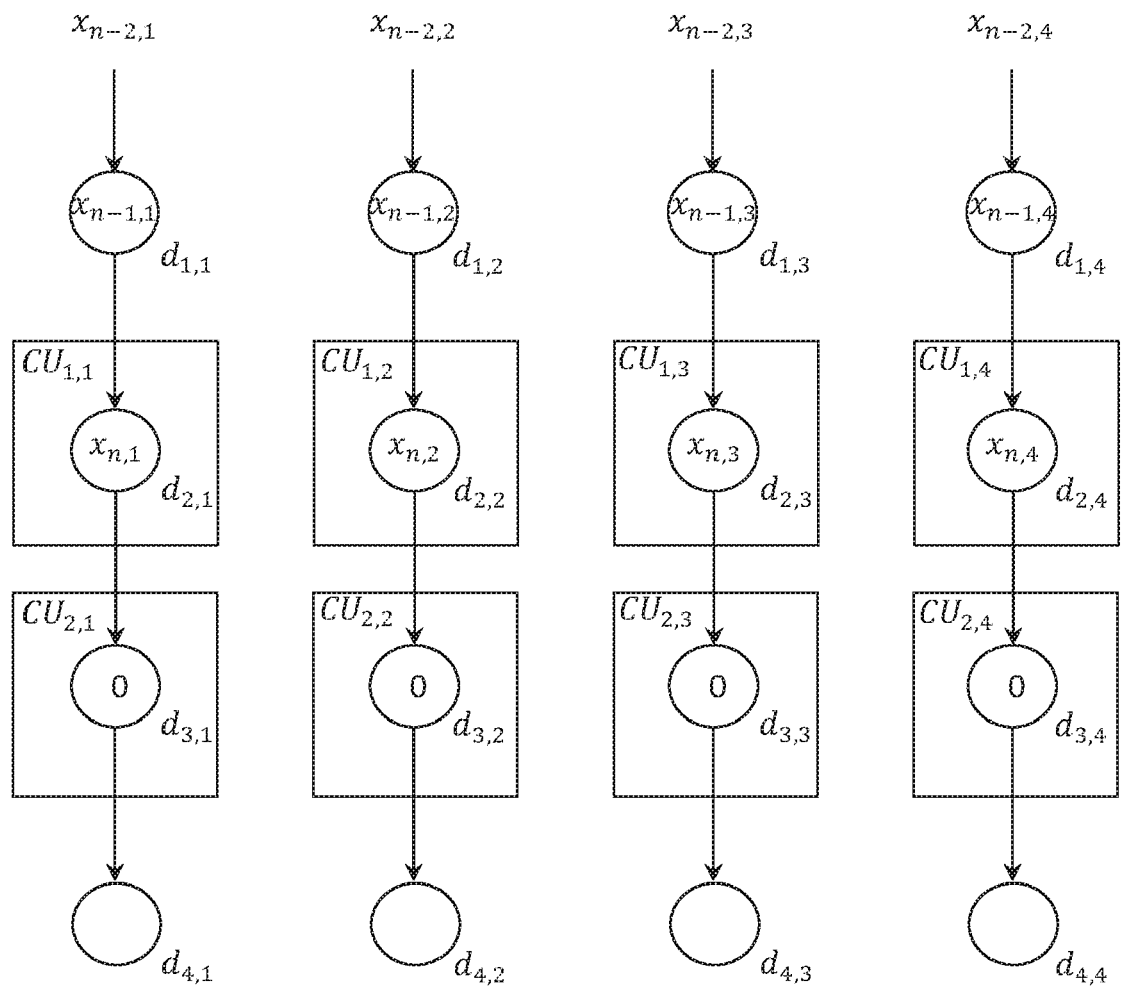 x_{n-2,1} x_{n-2,2} x_{n-2,3} x_{n-2,4}
x_{n-1,1} x_{n-1,2} x_{n-1,3} x_{n-1,4}
d_{1,1} d_{1,2} d_{1,3} d_{1,4}
CU_{1,1} CU_{1,2} CU_{1,3} CU_{1,4}
x_{n,1} x_{n,2} x_{n,3} x_{n,4}
d_{2,1} d_{2,2} d_{2,3} d_{2,4}
CU_{2,1} CU_{2,2} CU_{2,3} CU_{2,4}
0 0 0 0
d_{3,1} d_{3,2} d_{3,3} d_{3,4}
d_{4,1} d_{4,2} d_{4,3} d_{4,4}